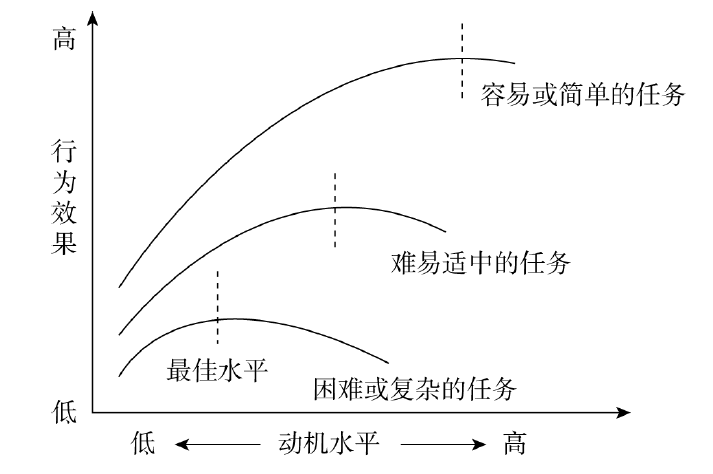 高
容易或简单的任务
行为效果
难易适中的任务
最佳水平
困难或复杂的任务
低
低 动机水平 高